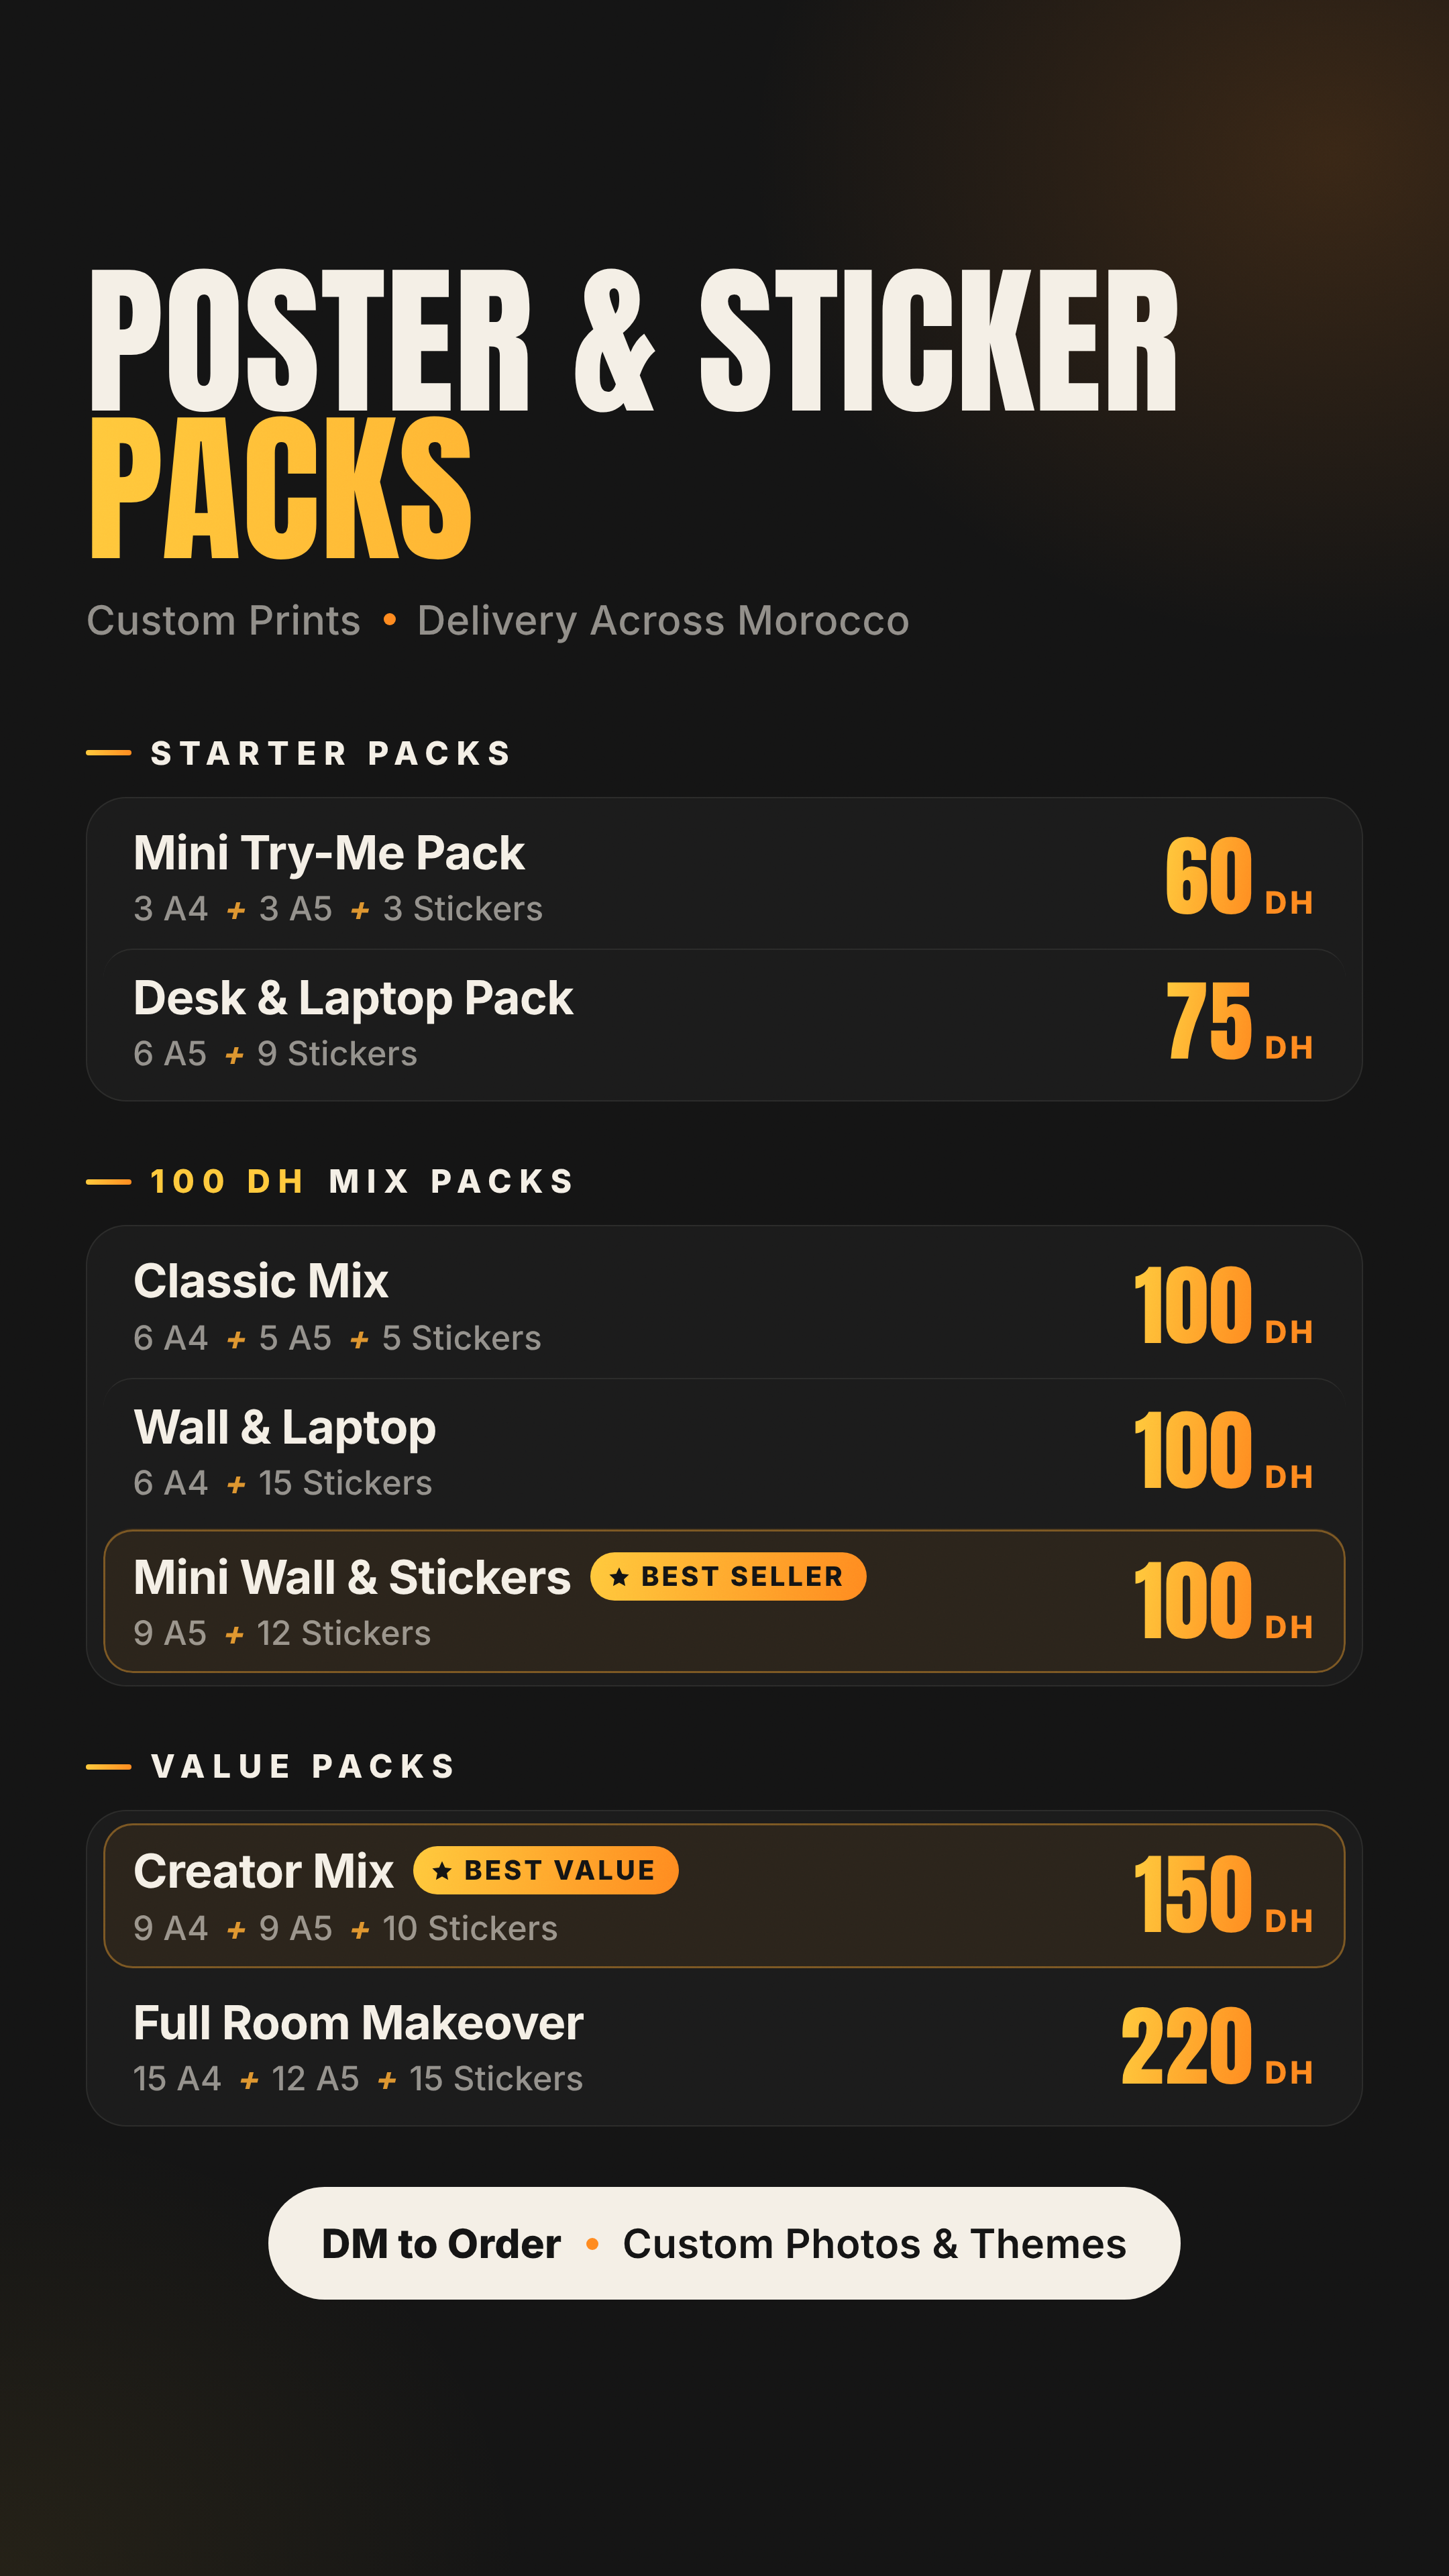 POSTER & STICKER
PACKS
Custom Prints • Delivery Across Morocco
STARTER PACKS
Mini Try-Me Pack
3 A4 + 3 A5 + 3 Stickers
60 DH
Desk & Laptop Pack
6 A5 + 9 Stickers
75 DH
100 DH MIX PACKS
Classic Mix
6 A4 + 5 A5 + 5 Stickers
100 DH
Wall & Laptop
6 A4 + 15 Stickers
100 DH
Mini Wall & Stickers ★ BEST SELLER
9 A5 + 12 Stickers
100 DH
VALUE PACKS
Creator Mix ★ BEST VALUE
9 A4 + 9 A5 + 10 Stickers
150 DH
Full Room Makeover
15 A4 + 12 A5 + 15 Stickers
220 DH
DM to Order • Custom Photos & Themes